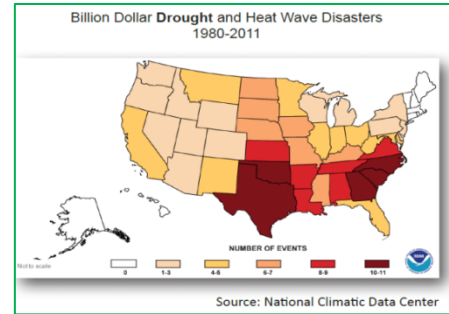 Billion Dollar Drought and Heat Wave Disasters
1980-2011
Not to scale
NUMBER OF EVENTS
0 1-3 4-5 6-7 8-9 10-11
Source: National Climatic Data Center